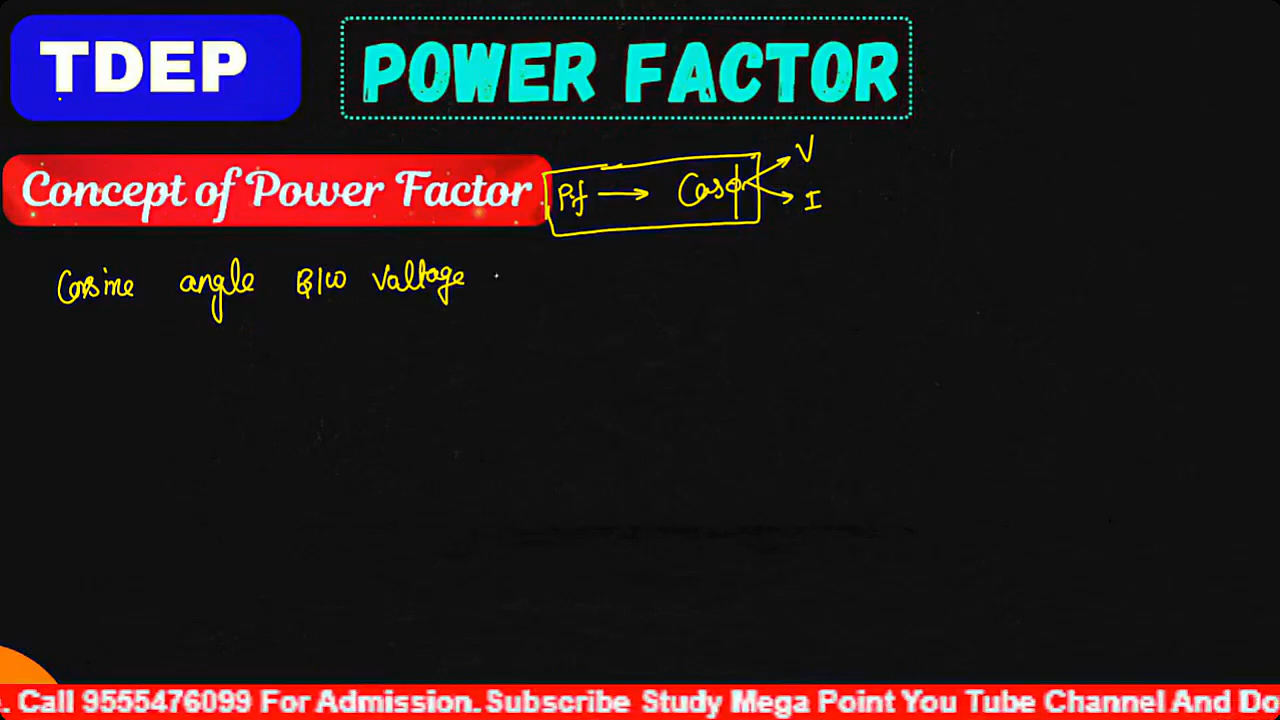 TDEP
POWER FACTOR
Concept of Power Factor
Pf → Cosϕ
V
I
Cosine angle B/w Voltage
. Call 9555476099 For Admission. Subscribe Study Mega Point You Tube Channel And Do